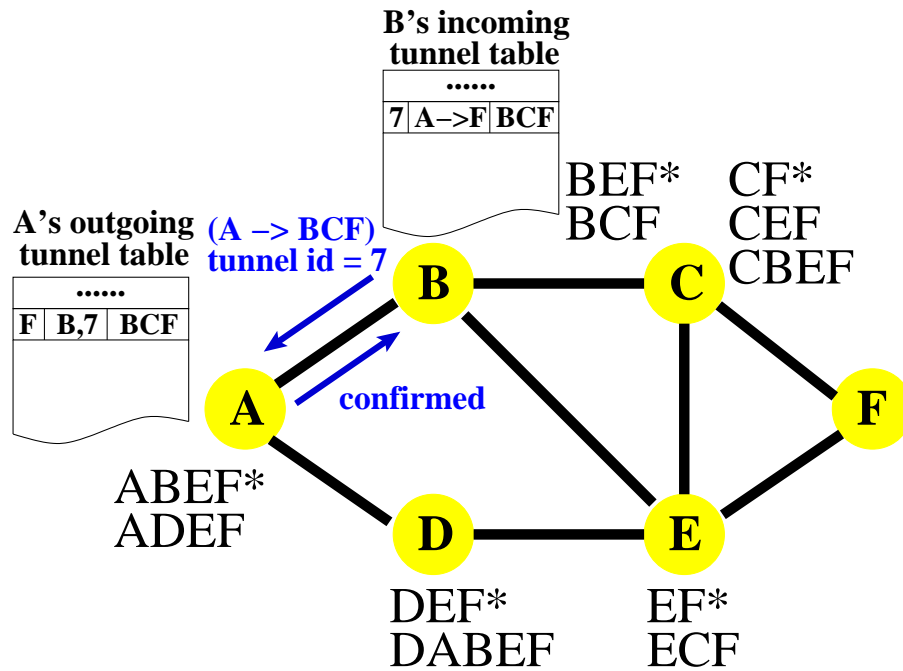 B's incoming
tunnel table
......
7 A−>F BCF
BEF* CF*
BCF CEF
CBEF
A's outgoing
tunnel table
......
F B,7 BCF
(A −> BCF)
tunnel id = 7
B
C
confirmed
A
F
ABEF*
ADEF
D
E
DEF*
DABEF
EF*
ECF